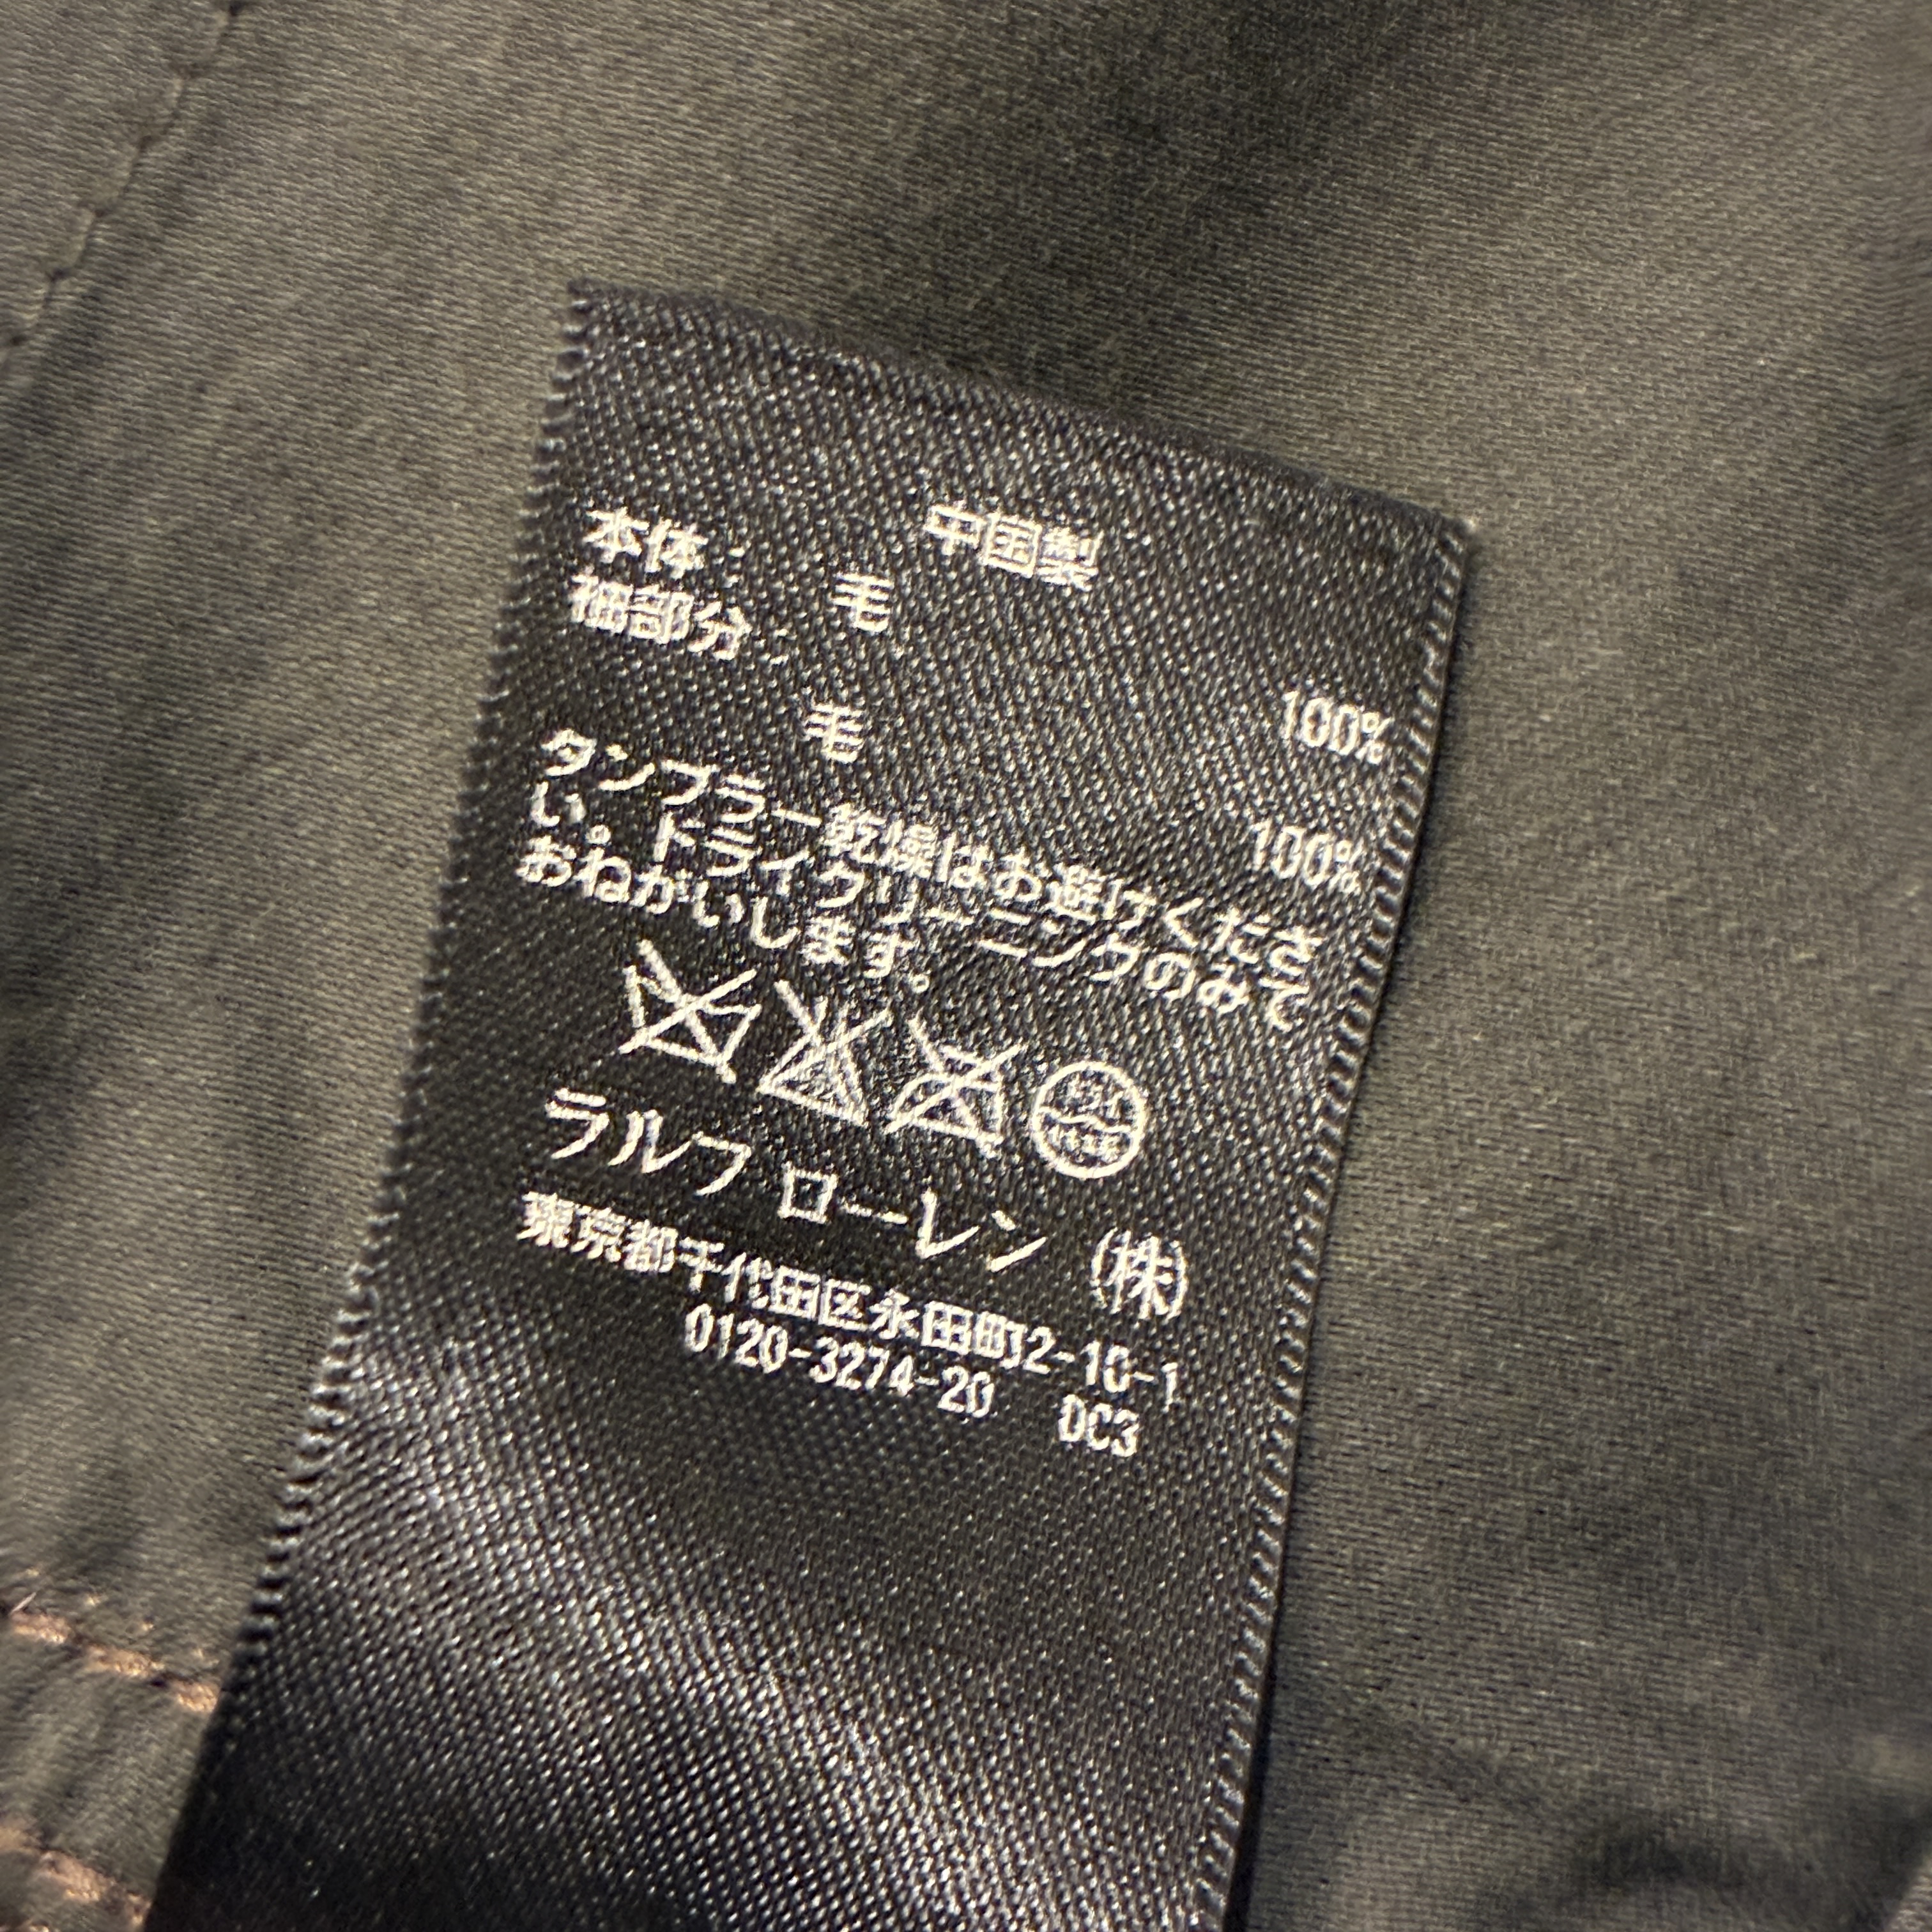 中国製
本体:
毛 100%
細部分:
毛 100%
タンブラー乾燥はお避けくださ
い。ドライクリーニングのみで
おねがいします。
ラルフ ローレン (株)
東京都千代田区永田町2-10-1
0120-3274-20 DC3